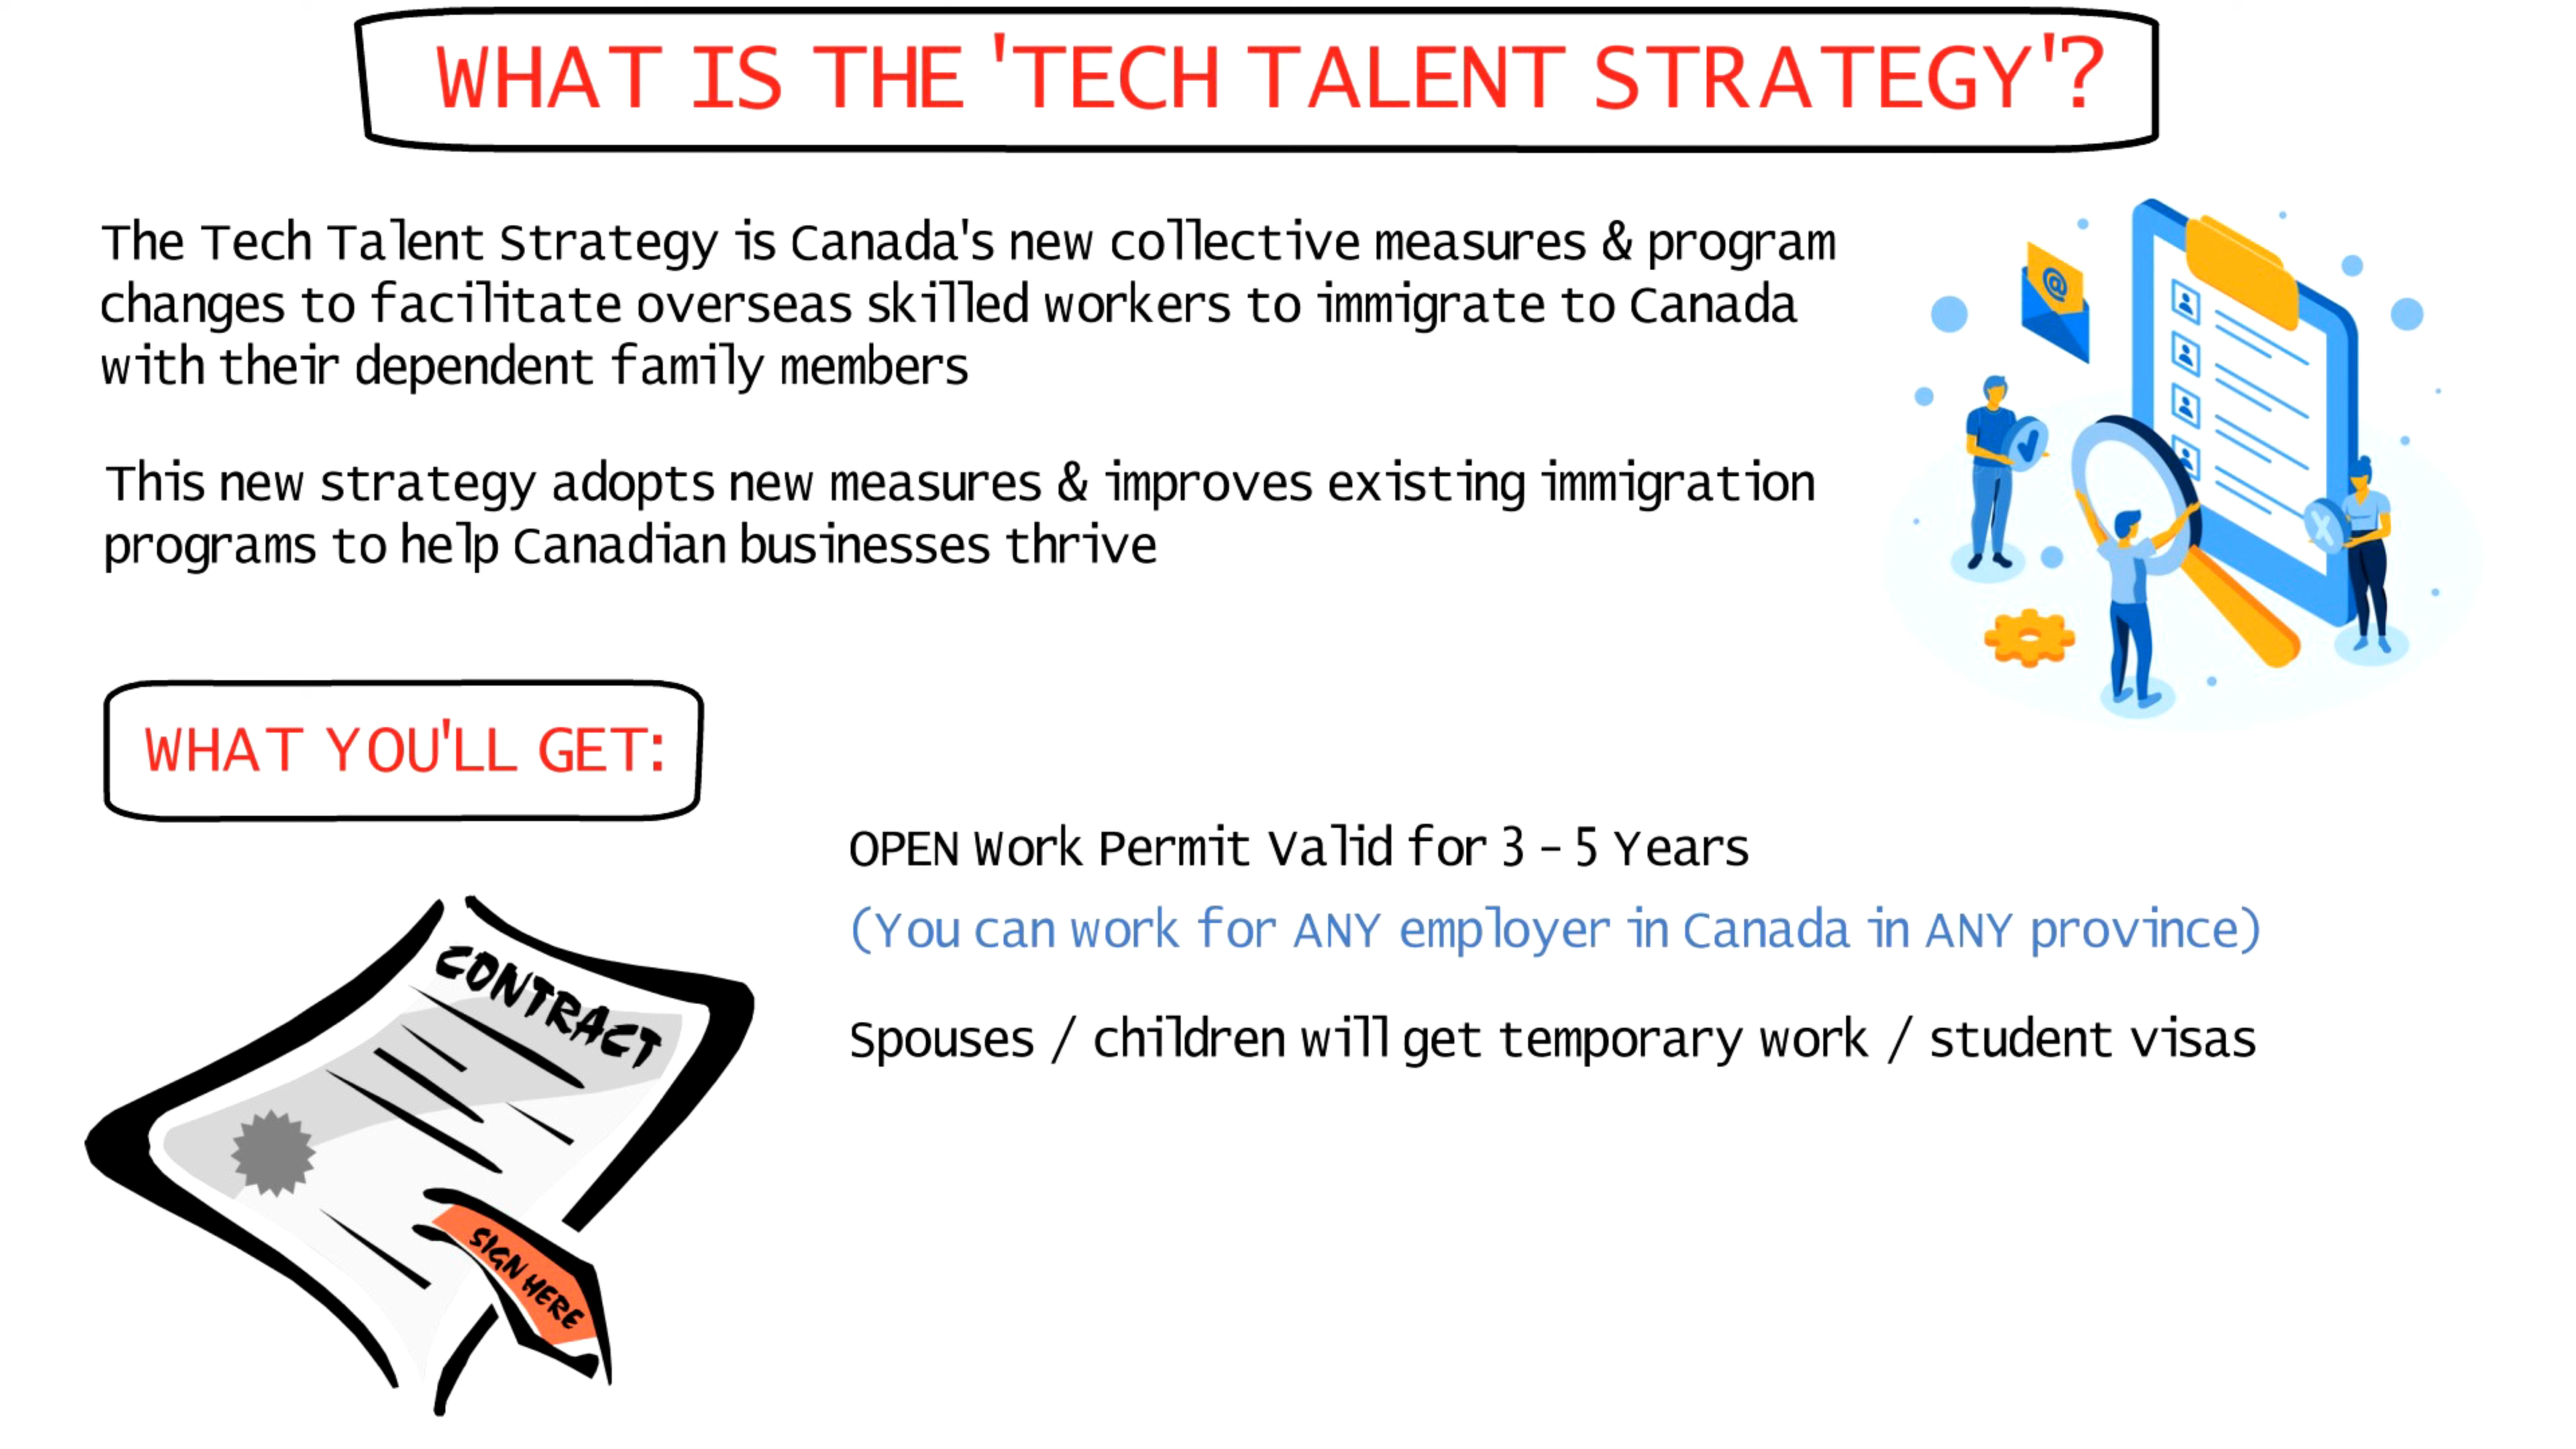 WHAT IS THE 'TECH TALENT STRATEGY'?
The Tech Talent Strategy is Canada's new collective measures & program
changes to facilitate overseas skilled workers to immigrate to Canada
with their dependent family members
This new strategy adopts new measures & improves existing immigration
programs to help Canadian businesses thrive
WHAT YOU'LL GET:
OPEN Work Permit Valid for 3 – 5 Years
(You can work for ANY employer in Canada in ANY province)
Spouses / children will get temporary work / student visas
CONTRACT
SIGN HERE